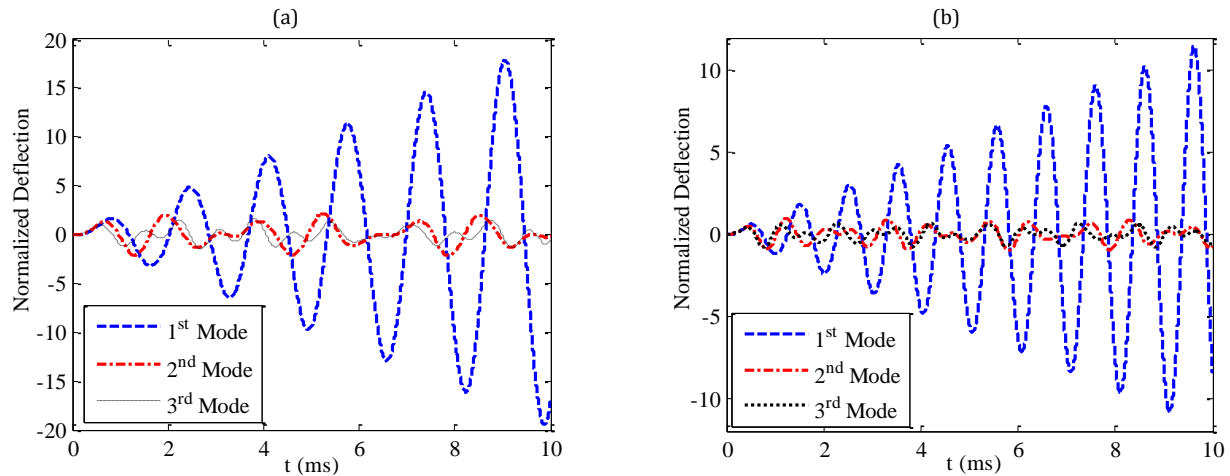 (a)
20
15
10
5
0
-5
-10
-15
-20
Normalized Deflection
0 2 4 6 8 10
t (ms)
1st Mode
2nd Mode
3rd Mode
(b)
10
5
0
-5
-10
Normalized Deflection
0 2 4 6 8 10
t (ms)
1st Mode
2nd Mode
3rd Mode